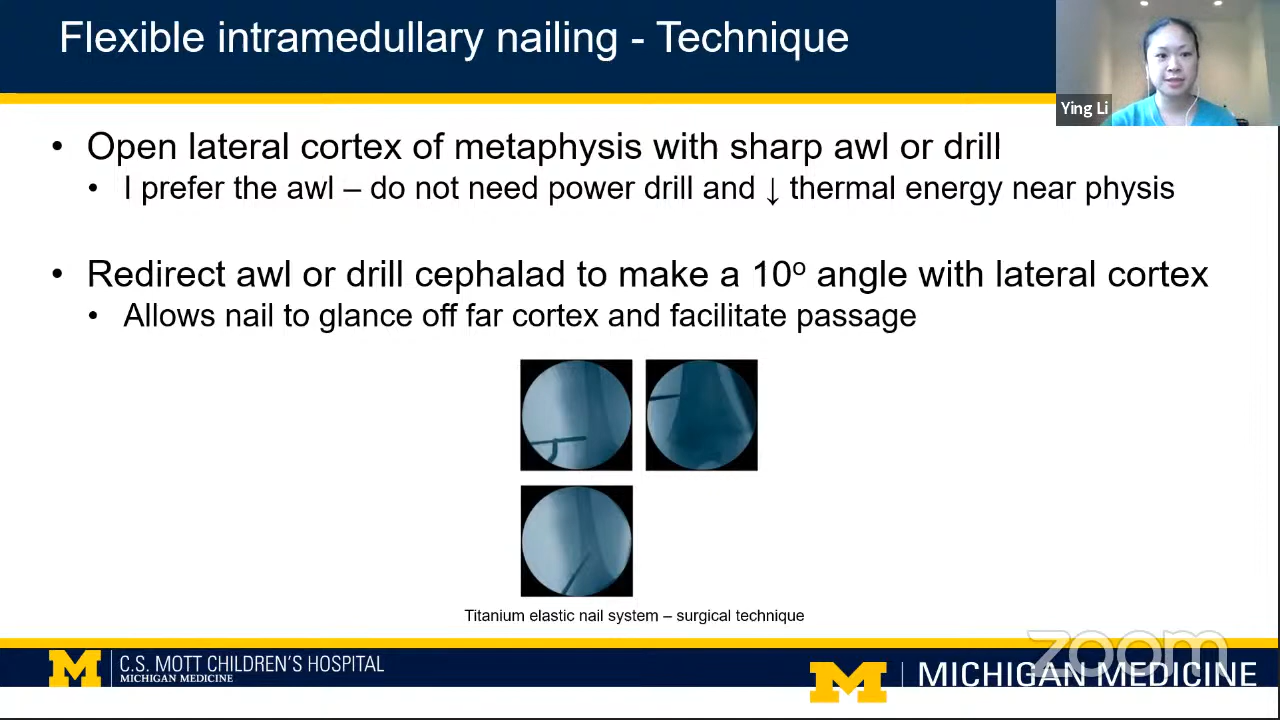 Flexible intramedullary nailing - Technique
Ying Li
• Open lateral cortex of metaphysis with sharp awl or drill
• I prefer the awl – do not need power drill and ↓ thermal energy near physis
• Redirect awl or drill cephalad to make a 10º angle with lateral cortex
• Allows nail to glance off far cortex and facilitate passage
Titanium elastic nail system – surgical technique
zoom
M C.S. MOTT CHILDREN'S HOSPITAL
MICHIGAN MEDICINE
M MICHIGAN MEDICINE